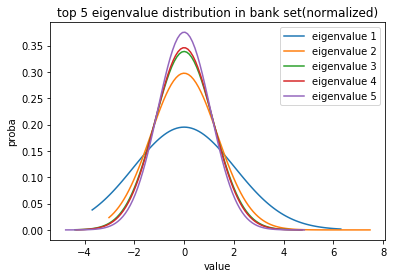 top 5 eigenvalue distribution in bank set(normalized)
eigenvalue 1
eigenvalue 2
eigenvalue 3
eigenvalue 4
eigenvalue 5
proba
0.35
0.30
0.25
0.20
0.15
0.10
0.05
0.00
−4 −2 0 2 4 6 8
value